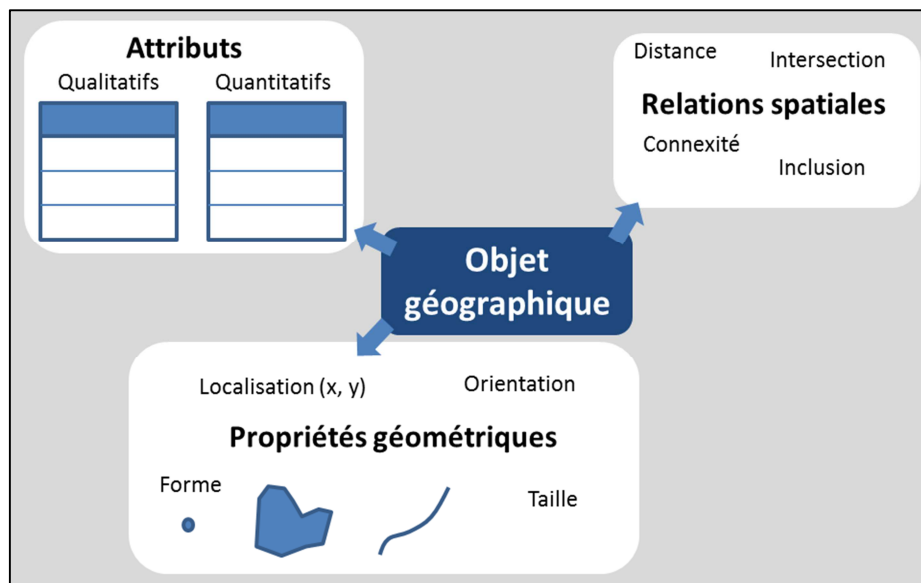 Attributs
Qualitatifs
Quantitatifs
Distance
Intersection
Relations spatiales
Connexité
Inclusion
Objet
géographique
Localisation (x, y)
Orientation
Propriétés géométriques
Forme
Taille